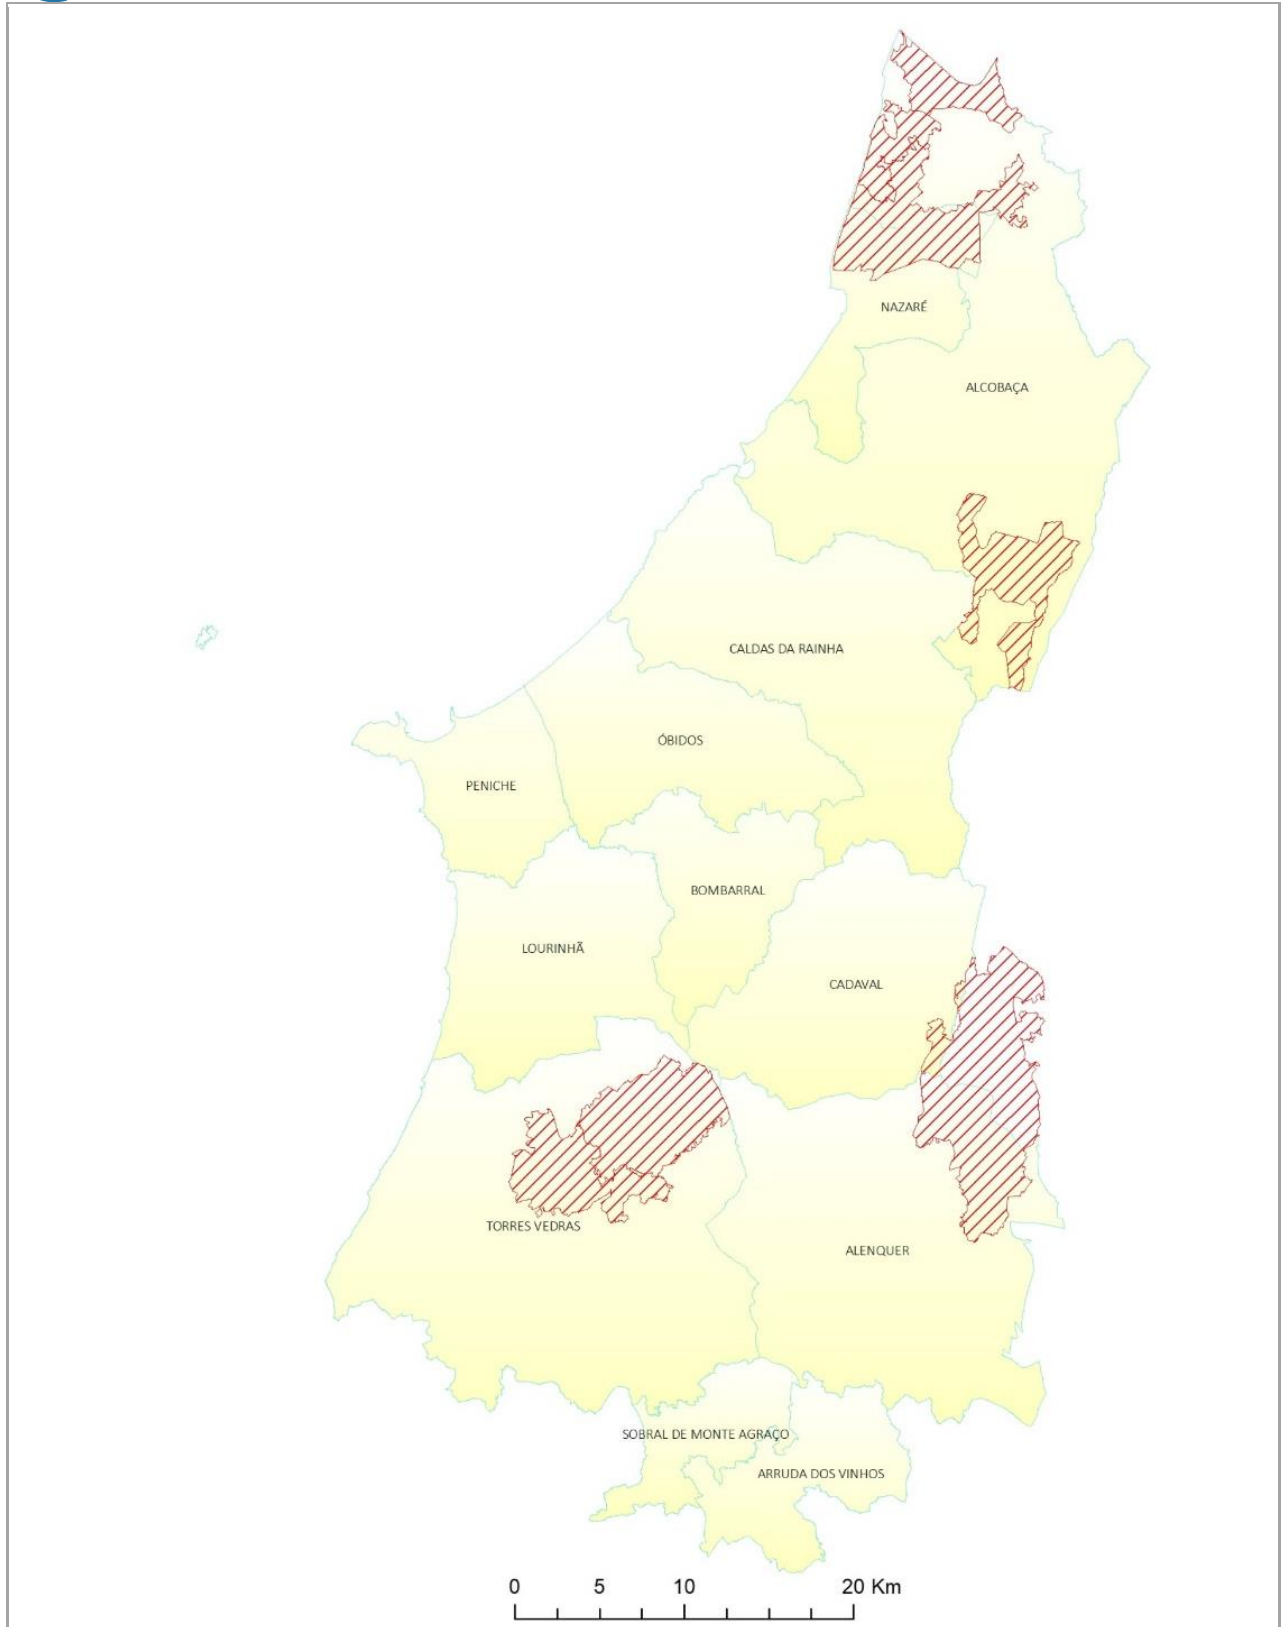 NAZARÉ
ALCOBAÇA
CALDAS DA RAINHA
ÓBIDOS
PENICHE
BOMBARRAL
LOURINHÃ
CADAVAL
TORRES VEDRAS
ALENQUER
SOBRAL DE MONTE AGRAÇO
ARRUDA DOS VINHOS
0 5 10 20 Km